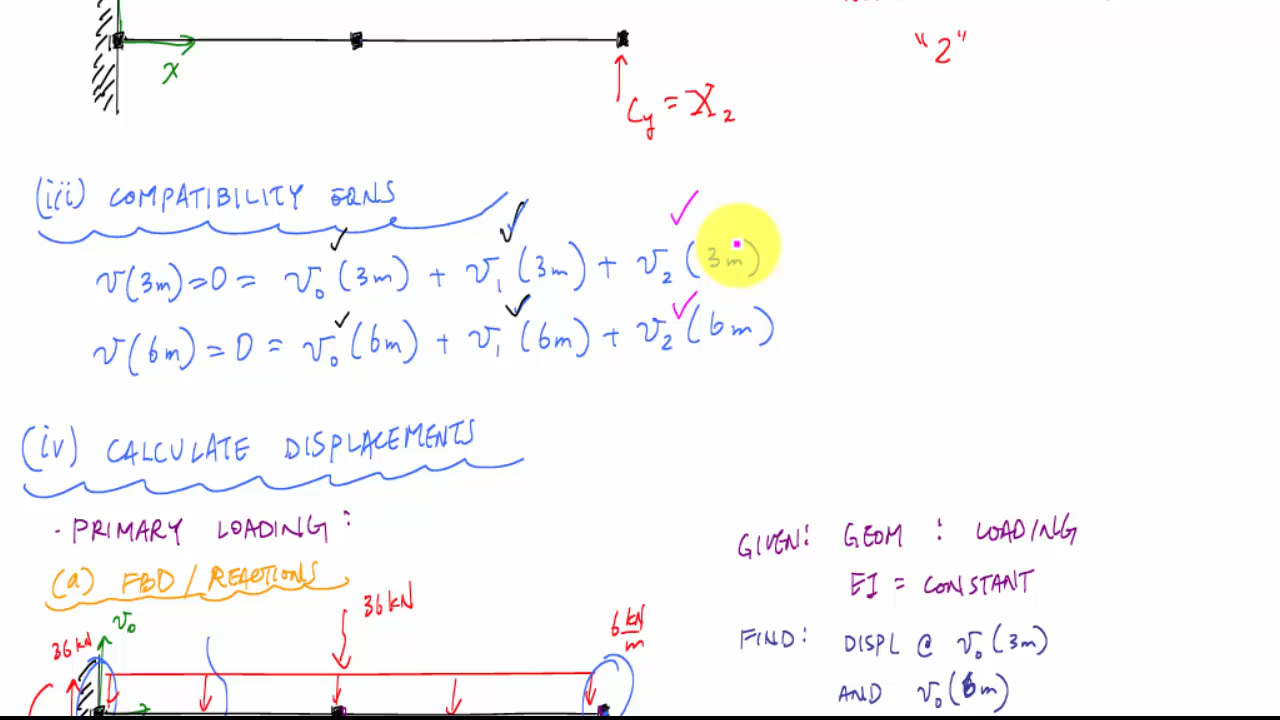 "2"
x
Cy = X₂
(iii) COMPATIBILITY EQNS
v(3m) = 0 = v₀(3m) + v₁(3m) + v₂(3m)
v(6m) = 0 = v₀(6m) + v₁(6m) + v₂(6m)
(iv) CALCULATE DISPLACEMENTS
· PRIMARY LOADING:
GIVEN: GEOM : LOADING
(a) FBD / REACTIONS
EI = CONSTANT
36 kN
v₀
36 kN
6 kN/m
FIND: DISPL @ v₀(3m)
AND v₀(6m)